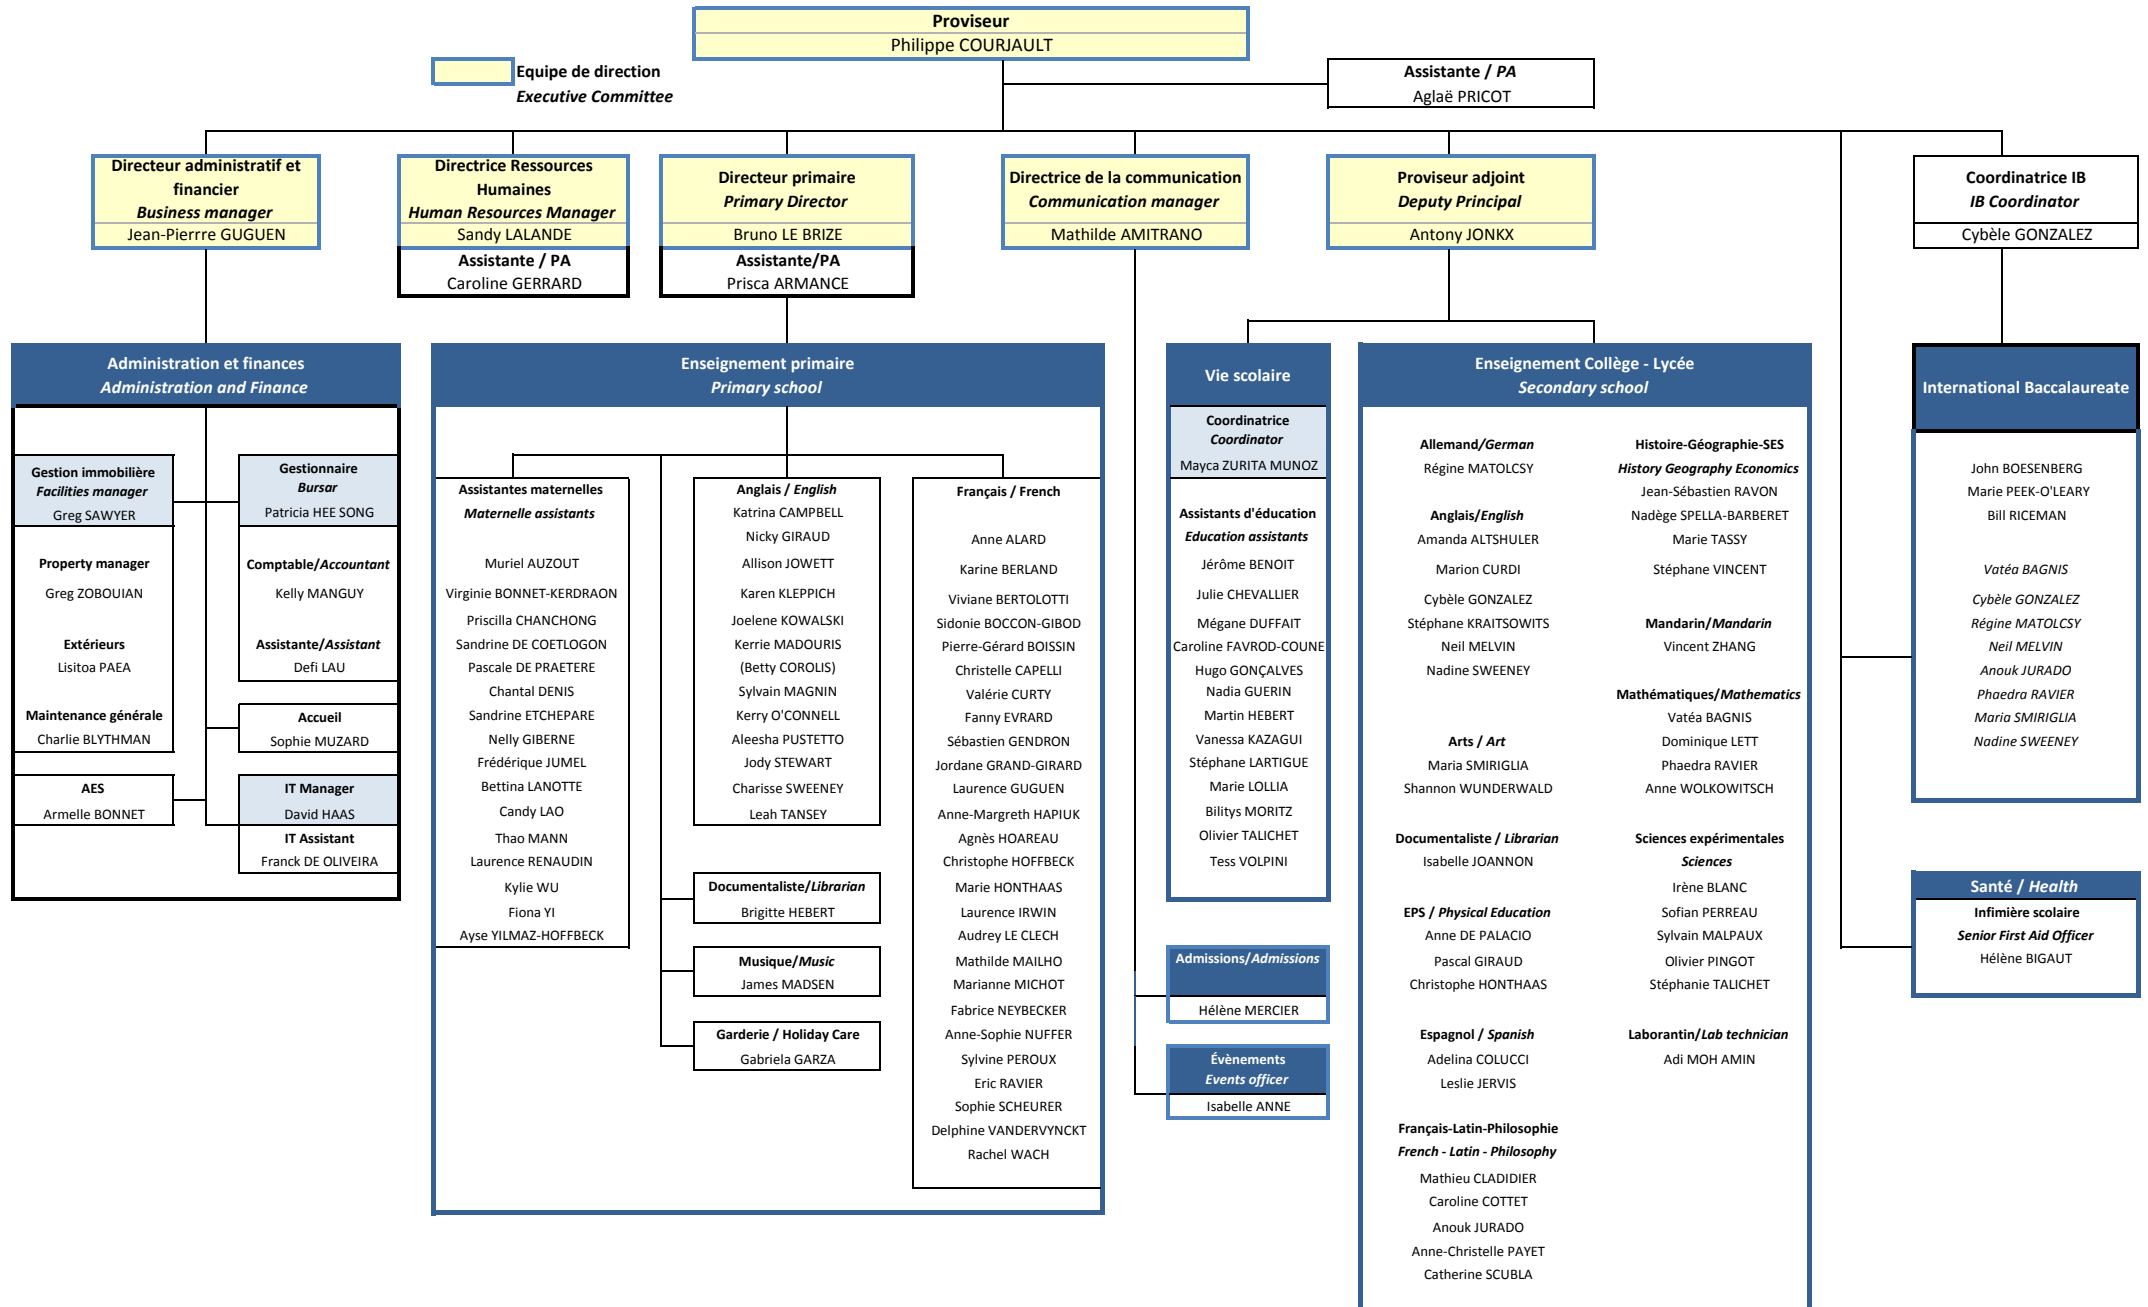 Proviseur
Philippe COURJAULT
Equipe de direction
Executive Committee
Assistante / PA
Aglaë PRICOT
Directeur administratif et
financier
Business manager
Jean-Pierrre GUGUEN
Directrice Ressources
Humaines
Human Resources Manager
Sandy LALANDE
Assistante / PA
Caroline GERRARD
Directeur primaire
Primary Director
Bruno LE BRIZE
Assistante/PA
Prisca ARMANCE
Directrice de la communication
Communication manager
Mathilde AMITRANO
Proviseur adjoint
Deputy Principal
Antony JONKX
Coordinatrice IB
IB Coordinator
Cybèle GONZALEZ
Administration et finances
Administration and Finance
Gestion immobilière
Facilities manager
Greg SAWYER
Property manager
Greg ZOBOUIAN
Extérieurs
Lisitoa PAEA
Maintenance générale
Charlie BLYTHMAN
AES
Armelle BONNET
Gestionnaire
Bursar
Patricia HEE SONG
Comptable/Accountant
Kelly MANGUY
Assistante/Assistant
Defi LAU
Accueil
Sophie MUZARD
IT Manager
David HAAS
IT Assistant
Franck DE OLIVEIRA
Enseignement primaire
Primary school
Assistantes maternelles
Maternelle assistants
Muriel AUZOUT
Virginie BONNET-KERDRAON
Priscilla CHANCHONG
Sandrine DE COETLOGON
Pascale DE PRAETERE
Chantal DENIS
Sandrine ETCHEPARE
Nelly GIBERNE
Frédérique JUMEL
Bettina LANOTTE
Candy LAO
Thao MANN
Laurence RENAUDIN
Kylie WU
Fiona YI
Ayse YILMAZ-HOFFBECK
Anglais / English
Katrina CAMPBELL
Nicky GIRAUD
Allison JOWETT
Karen KLEPPICH
Joelene KOWALSKI
Kerrie MADOURIS
(Betty COROLIS)
Sylvain MAGNIN
Kerry O'CONNELL
Aleesha PUSTETTO
Jody STEWART
Charisse SWEENEY
Leah TANSEY
Documentaliste/Librarian
Brigitte HEBERT
Musique/Music
James MADSEN
Garderie / Holiday Care
Gabriela GARZA
Français / French
Anne ALARD
Karine BERLAND
Viviane BERTOLOTTI
Sidonie BOCCON-GIBOD
Pierre-Gérard BOISSIN
Christelle CAPELLI
Valérie CURTY
Fanny EVRARD
Sébastien GENDRON
Jordane GRAND-GIRARD
Laurence GUGUEN
Anne-Margreth HAPIUK
Agnès HOAREAU
Christophe HOFFBECK
Marie HONTHAAS
Laurence IRWIN
Audrey LE CLECH
Mathilde MAILHO
Marianne MICHOT
Fabrice NEYBECKER
Anne-Sophie NUFFER
Sylvine PEROUX
Eric RAVIER
Sophie SCHEURER
Delphine VANDERVYNCKT
Rachel WACH
Vie scolaire
Coordinatrice
Coordinator
Mayca ZURITA MUNOZ
Assistants d'éducation
Education assistants
Jérôme BENOIT
Julie CHEVALLIER
Mégane DUFFAIT
Caroline FAVROD-COUNE
Hugo GONÇALVES
Nadia GUERIN
Martin HEBERT
Vanessa KAZAGUI
Stéphane LARTIGUE
Marie LOLLIA
Bilitys MORITZ
Olivier TALICHET
Tess VOLPINI
Admissions/Admissions
Hélène MERCIER
Évènements
Events officer
Isabelle ANNE
Enseignement Collège - Lycée
Secondary school
Allemand/German
Régine MATOLCSY
Anglais/English
Amanda ALTSHULER
Marion CURDI
Cybèle GONZALEZ
Stéphane KRAITSOWITS
Neil MELVIN
Nadine SWEENEY
Arts / Art
Maria SMIRIGLIA
Shannon WUNDERWALD
Documentaliste / Librarian
Isabelle JOANNON
EPS / Physical Education
Anne DE PALACIO
Pascal GIRAUD
Christophe HONTHAAS
Espagnol / Spanish
Adelina COLUCCI
Leslie JERVIS
Français-Latin-Philosophie
French - Latin - Philosophy
Mathieu CLADIDIER
Caroline COTTET
Anouk JURADO
Anne-Christelle PAYET
Catherine SCUBLA
Histoire-Géographie-SES
History Geography Economics
Jean-Sébastien RAVON
Nadège SPELLA-BARBERET
Marie TASSY
Stéphane VINCENT
Mandarin/Mandarin
Vincent ZHANG
Mathématiques/Mathematics
Vatéa BAGNIS
Dominique LETT
Phaedra RAVIER
Anne WOLKOWITSCH
Sciences expérimentales
Sciences
Irène BLANC
Sofian PERREAU
Sylvain MALPAUX
Olivier PINGOT
Stéphanie TALICHET
Laborantin/Lab technician
Adi MOH AMIN
International Baccalaureate
John BOESENBERG
Marie PEEK-O'LEARY
Bill RICEMAN
Vatéa BAGNIS
Cybèle GONZALEZ
Régine MATOLCSY
Neil MELVIN
Anouk JURADO
Phaedra RAVIER
Maria SMIRIGLIA
Nadine SWEENEY
Santé / Health
Infimière scolaire
Senior First Aid Officer
Hélène BIGAUT